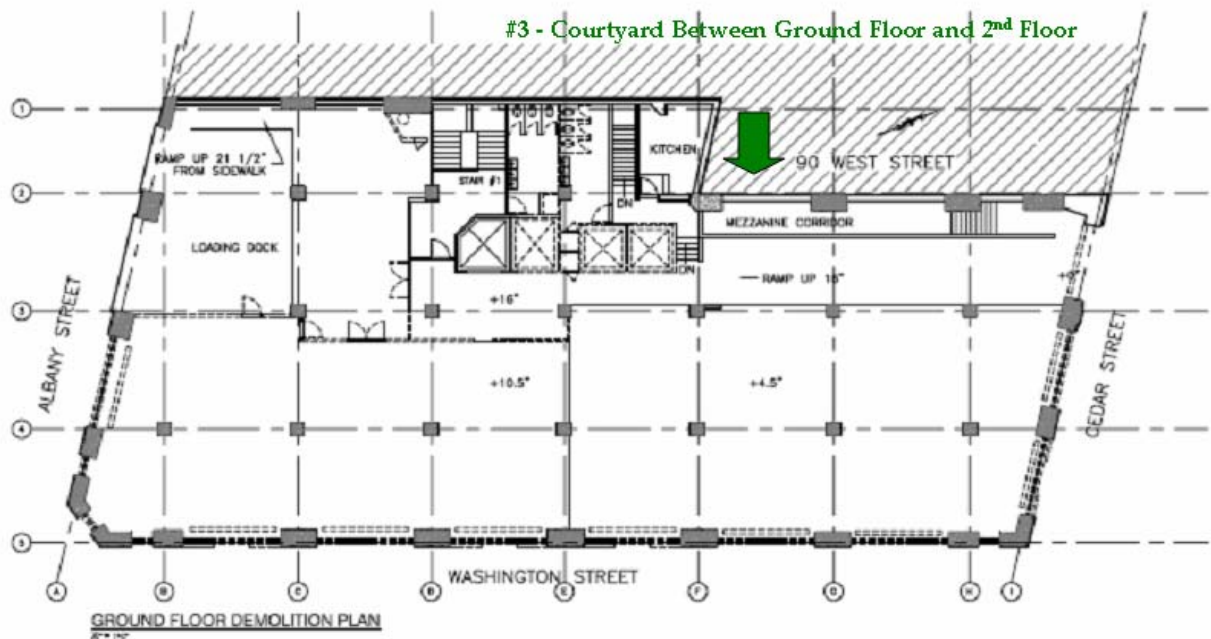 #3 - Courtyard Between Ground Floor and 2nd Floor
1
RAMP UP 21 1/2"
FROM SIDEWALK
KITCHEN
90 WEST STREET
2
STAIR #1
DN
MEZZANINE CORRIDOR
LOADING DOCK
DN
RAMP UP 16"
+16"
3
ALBANY STREET
+10.5"
+4.5"
CEDAR STREET
4
5
WASHINGTON STREET
A
B
C
E
F
H
I
GROUND FLOOR DEMOLITION PLAN